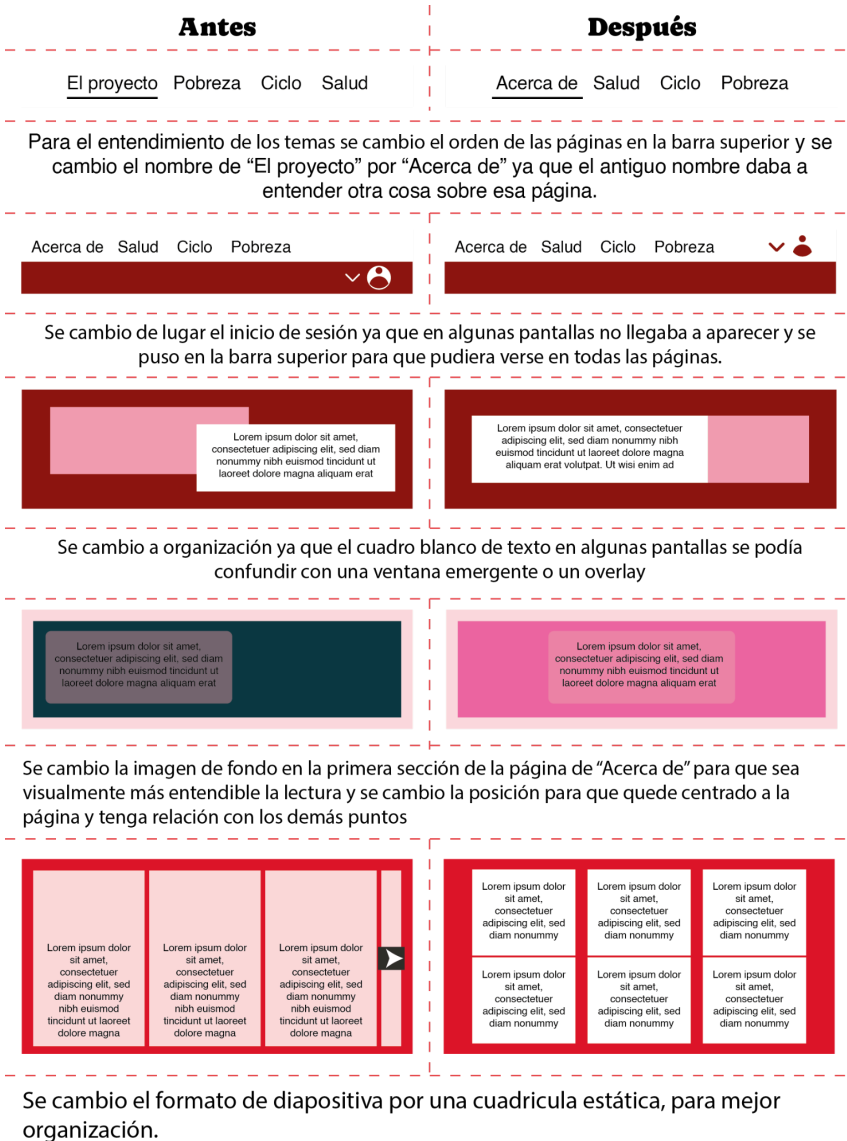 Antes
Después
El proyecto Pobreza Ciclo Salud
Acerca de Salud Ciclo Pobreza
Para el entendimiento de los temas se cambio el orden de las páginas en la barra superior y se
cambio el nombre de “El proyecto” por “Acerca de” ya que el antiguo nombre daba a
entender otra cosa sobre esa página.
Acerca de Salud Ciclo Pobreza
Acerca de Salud Ciclo Pobreza
Se cambio de lugar el inicio de sesión ya que en algunas pantallas no llegaba a aparecer y se
puso en la barra superior para que pudiera verse en todas las páginas.
Lorem ipsum dolor sit amet,
consectetuer adipiscing elit, sed diam
nonummy nibh euismod tincidunt ut
laoreet dolore magna aliquam erat
Lorem ipsum dolor sit amet, consectetuer
adipiscing elit, sed diam nonummy nibh
euismod tincidunt ut laoreet dolore magna
aliquam erat volutpat. Ut wisi enim ad
Se cambio a organización ya que el cuadro blanco de texto en algunas pantallas se podía
confundir con una ventana emergente o un overlay
Lorem ipsum dolor sit amet,
consectetuer adipiscing elit, sed diam
nonummy nibh euismod tincidunt ut
laoreet dolore magna aliquam erat
Lorem ipsum dolor sit amet,
consectetuer adipiscing elit, sed diam
nonummy nibh euismod tincidunt ut
laoreet dolore magna aliquam erat
Se cambio la imagen de fondo en la primera sección de la página de “Acerca de” para que sea
visualmente más entendible la lectura y se cambio la posición para que quede centrado a la
página y tenga relación con los demás puntos
Lorem ipsum dolor
sit amet,
consectetuer
adipiscing elit, sed
diam nonummy
nibh euismod
tincidunt ut laoreet
dolore magna
Lorem ipsum dolor
sit amet,
consectetuer
adipiscing elit, sed
diam nonummy
nibh euismod
tincidunt ut laoreet
dolore magna
Lorem ipsum dolor
sit amet,
consectetuer
adipiscing elit, sed
diam nonummy
nibh euismod
tincidunt ut laoreet
dolore magna
Lorem ipsum dolor
sit amet,
consectetuer
adipiscing elit, sed
diam nonummy
Lorem ipsum dolor
sit amet,
consectetuer
adipiscing elit, sed
diam nonummy
Lorem ipsum dolor
sit amet,
consectetuer
adipiscing elit, sed
diam nonummy
Lorem ipsum dolor
sit amet,
consectetuer
adipiscing elit, sed
diam nonummy
Lorem ipsum dolor
sit amet,
consectetuer
adipiscing elit, sed
diam nonummy
Lorem ipsum dolor
sit amet,
consectetuer
adipiscing elit, sed
diam nonummy
Se cambio el formato de diapositiva por una cuadricula estática, para mejor
organización.